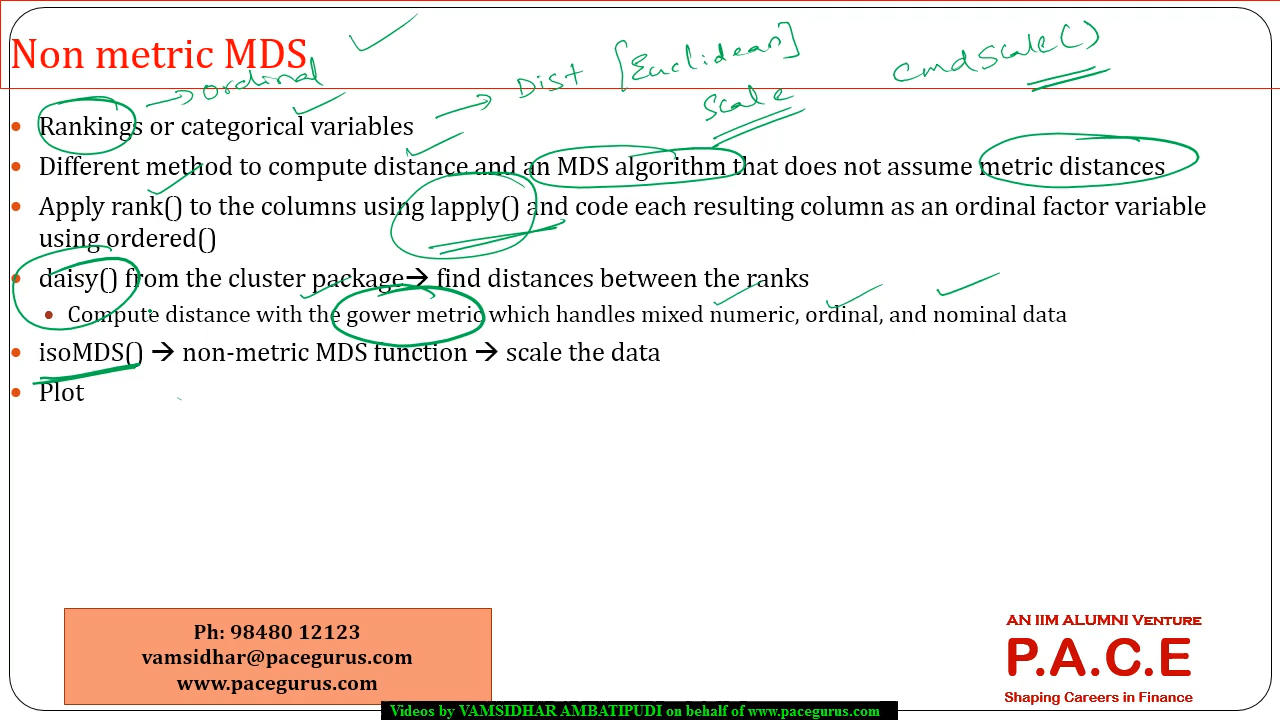 Non metric MDS
ordinal
Dist [Euclidean]
scale
cmdscale()
• Rankings or categorical variables
• Different method to compute distance and an MDS algorithm that does not assume metric distances
• Apply rank() to the columns using lapply() and code each resulting column as an ordinal factor variable
using ordered()
• daisy() from the cluster package→ find distances between the ranks
• Compute distance with the gower metric which handles mixed numeric, ordinal, and nominal data
• isoMDS() → non-metric MDS function → scale the data
• Plot
Ph: 98480 12123
vamsidhar@pacegurus.com
www.pacegurus.com
AN IIM ALUMNI VENTURE
P.A.C.E
Shaping Careers in Finance
Videos by VAMSIDHAR AMBATIPUDI on behalf of www.pacegurus.com